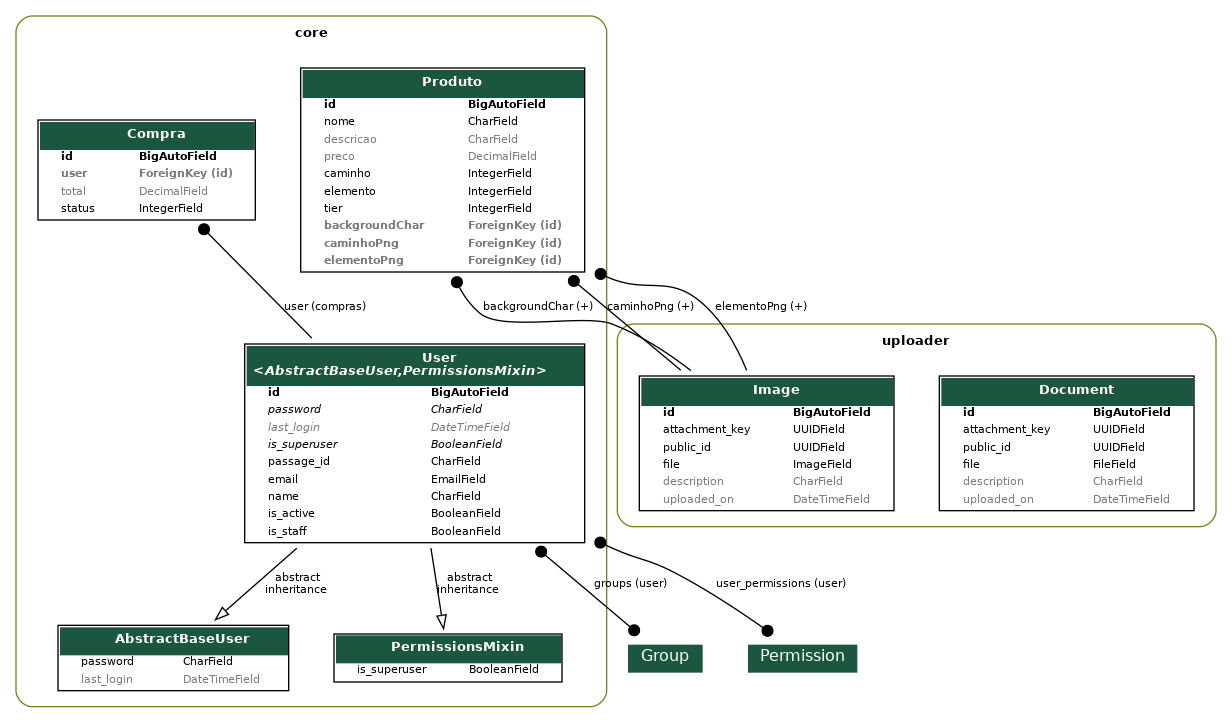 core
Produto
id BigAutoField
nome CharField
descricao CharField
preco DecimalField
caminho IntegerField
elemento IntegerField
tier IntegerField
backgroundChar ForeignKey (id)
caminhoPng ForeignKey (id)
elementoPng ForeignKey (id)
Compra
id BigAutoField
user ForeignKey (id)
total DecimalField
status IntegerField
user (compras)
backgroundChar (+)
caminhoPng (+)
elementoPng (+)
User
<AbstractBaseUser,PermissionsMixin>
id BigAutoField
password CharField
last_login DateTimeField
is_superuser BooleanField
passage_id CharField
email EmailField
name CharField
is_active BooleanField
is_staff BooleanField
uploader
Image
id BigAutoField
attachment_key UUIDField
public_id UUIDField
file ImageField
description CharField
uploaded_on DateTimeField
Document
id BigAutoField
attachment_key UUIDField
public_id UUIDField
file FileField
description CharField
uploaded_on DateTimeField
abstract
inheritance
abstract
inheritance
groups (user)
user_permissions (user)
AbstractBaseUser
password CharField
last_login DateTimeField
PermissionsMixin
is_superuser BooleanField
Group
Permission